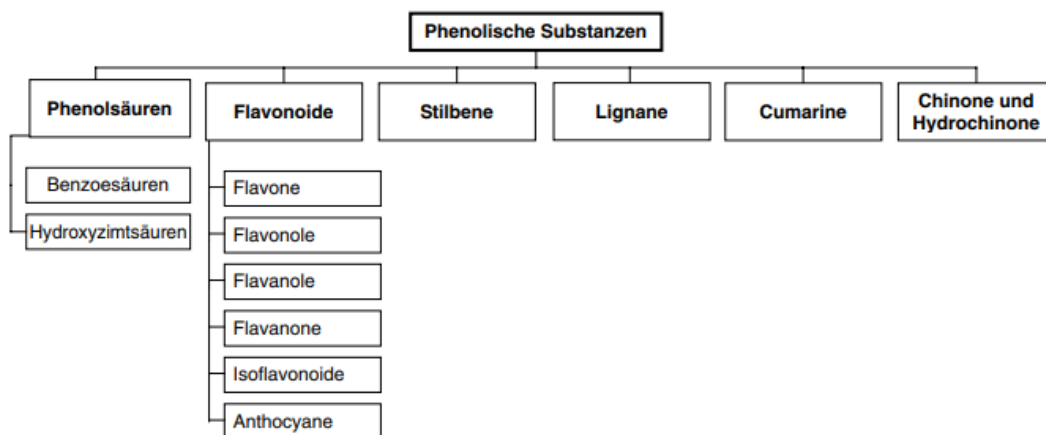 Phenolische Substanzen
Phenolsäuren
Flavonoide
Stilbene
Lignane
Cumarine
Chinone und
Hydrochinone
Benzoesäuren
Hydroxyzimtsäuren
Flavone
Flavonole
Flavanole
Flavanone
Isoflavonoide
Anthocyane